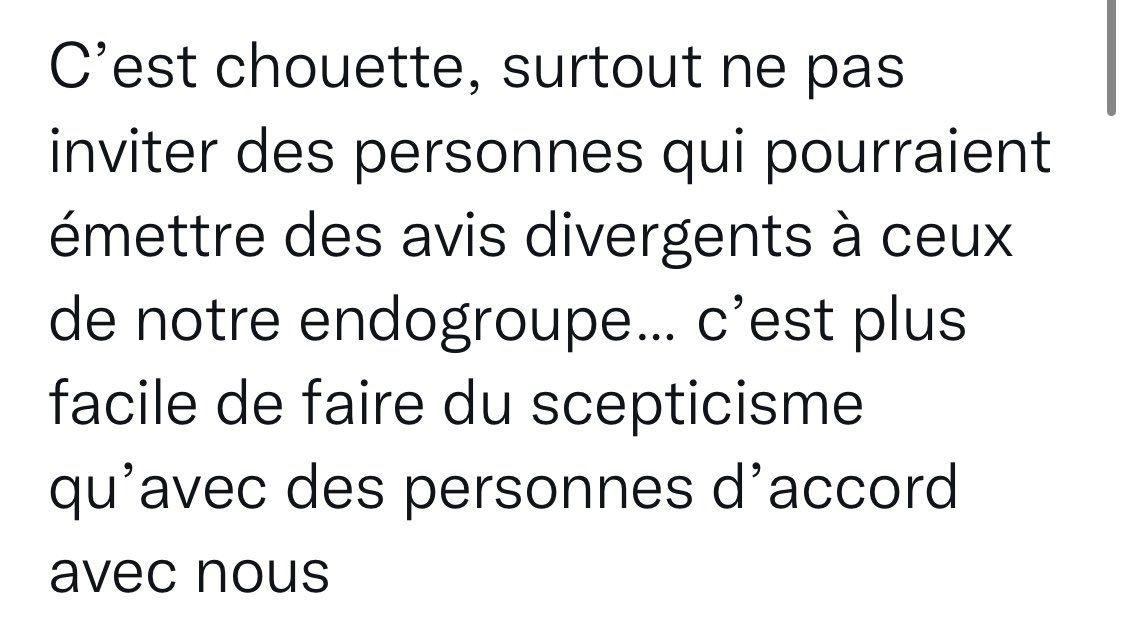 C’est chouette, surtout ne pas
inviter des personnes qui pourraient
émettre des avis divergents à ceux
de notre endogroupe... c’est plus
facile de faire du scepticisme
qu’avec des personnes d’accord
avec nous